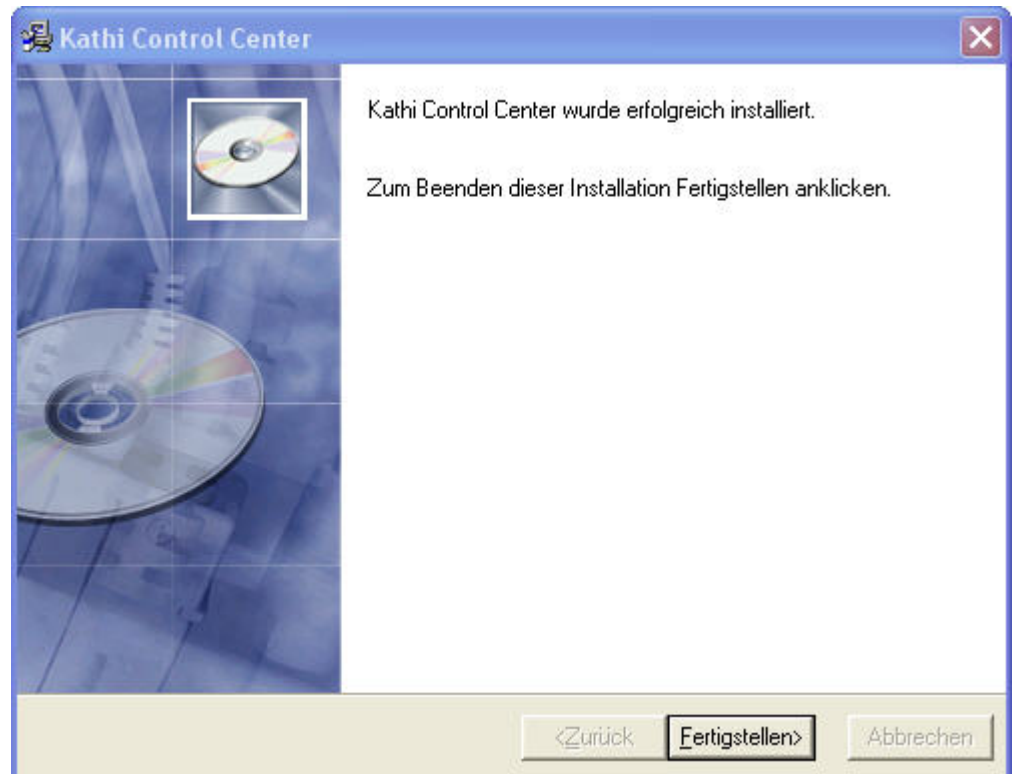 Kathi Control Center
Kathi Control Center wurde erfolgreich installiert.
Zum Beenden dieser Installation Fertigstellen anklicken.
<Zurück Fertigstellen> Abbrechen